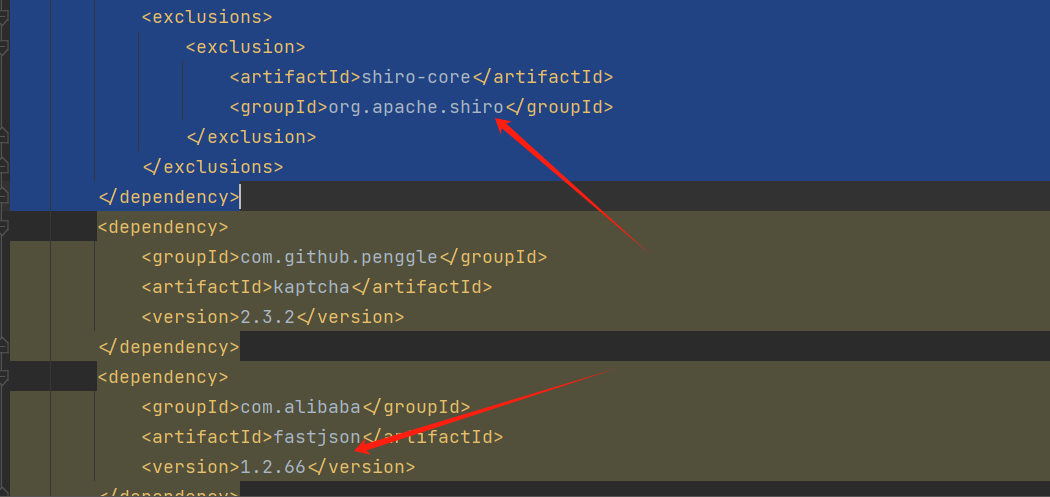 <exclusions>
<exclusion>
<artifactId>shiro-core</artifactId>
<groupId>org.apache.shiro</groupId>
</exclusion>
</exclusions>
</dependency>
<dependency>
<groupId>com.github.penggle</groupId>
<artifactId>kaptcha</artifactId>
<version>2.3.2</version>
</dependency>
<dependency>
<groupId>com.alibaba</groupId>
<artifactId>fastjson</artifactId>
<version>1.2.66</version>
</dependency>